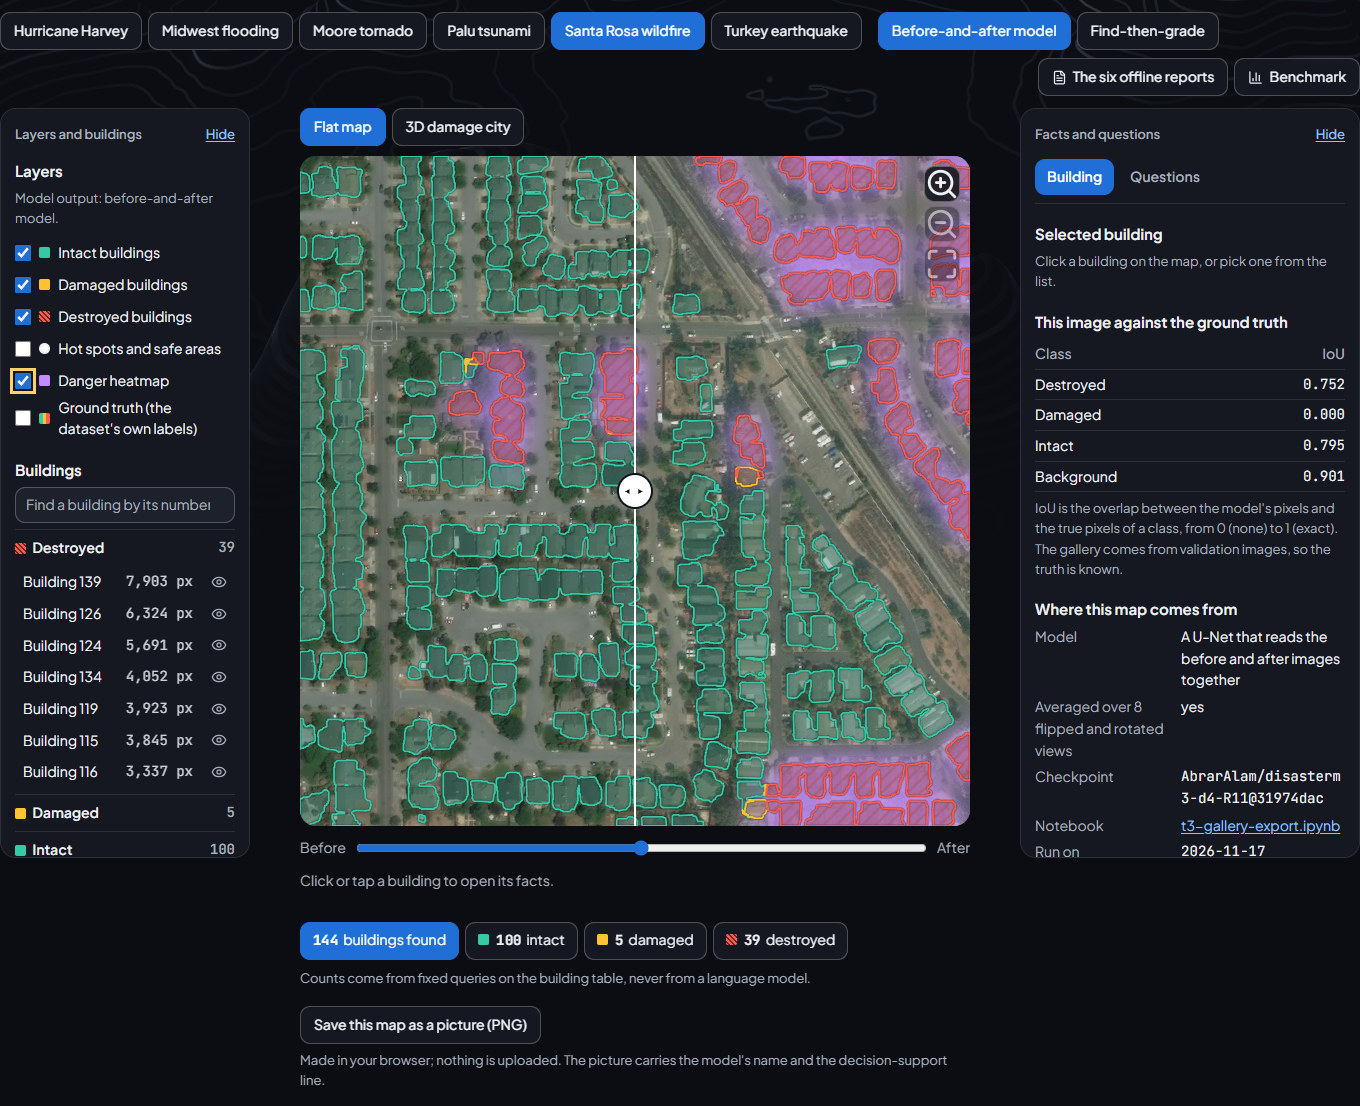 Hurricane Harvey
Midwest flooding
Moore tornado
Palu tsunami
Santa Rosa wildfire
Turkey earthquake
Before-and-after model
Find-then-grade
The six offline reports
Benchmark
Layers and buildings
Hide
Layers
Model output: before-and-after
model.
Intact buildings
Damaged buildings
Destroyed buildings
Hot spots and safe areas
Danger heatmap
Ground truth (the
dataset's own labels)
Buildings
Find a building by its number
Destroyed 39
Building 139 7,903 px
Building 126 6,324 px
Building 124 5,691 px
Building 134 4,052 px
Building 119 3,923 px
Building 115 3,845 px
Building 116 3,337 px
Damaged 5
Intact 100
Flat map
3D damage city
Before
After
Click or tap a building to open its facts.
144 buildings found
100 intact
5 damaged
39 destroyed
Counts come from fixed queries on the building table, never from a language model.
Save this map as a picture (PNG)
Made in your browser; nothing is uploaded. The picture carries the model's name and the decision-support
line.
Facts and questions
Hide
Building
Questions
Selected building
Click a building on the map, or pick one from the
list.
This image against the ground truth
Class IoU
Destroyed 0.752
Damaged 0.000
Intact 0.795
Background 0.901
IoU is the overlap between the model's pixels and
the true pixels of a class, from 0 (none) to 1 (exact).
The gallery comes from validation images, so the
truth is known.
Where this map comes from
Model
A U-Net that reads the
before and after images
together
Averaged over 8
flipped and rotated
views
yes
Checkpoint
AbrarAlam/disasterm
3-d4-R11@31974dac
Notebook
t3-gallery-export.ipynb
Run on
2026-11-17